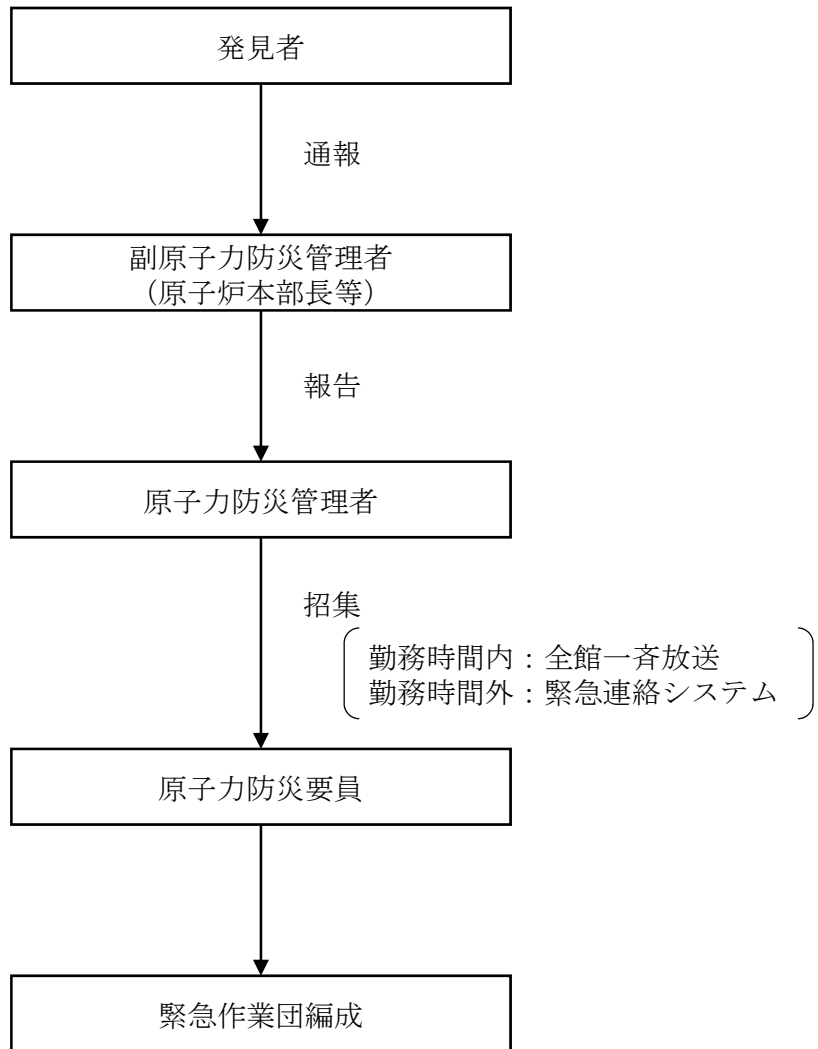 発見者
通報
副原子力防災管理者
（原子炉本部長等）
報告
原子力防災管理者
招集
勤務時間内：全館一斉放送
勤務時間外：緊急連絡システム
原子力防災要員
緊急作業団編成